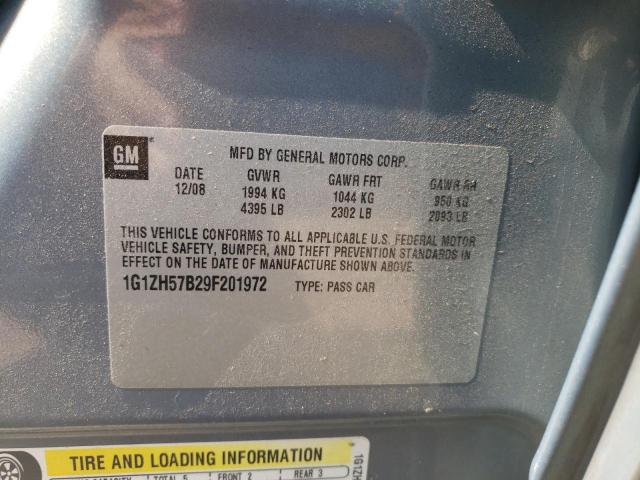 GM
MFD BY GENERAL MOTORS CORP.
DATE GVWR GAWR FRT GAWR RR
12/08 1994 KG 1044 KG 950 KG
4395 LB 2302 LB 2093 LB
THIS VEHICLE CONFORMS TO ALL APPLICABLE U.S. FEDERAL MOTOR
VEHICLE SAFETY, BUMPER, AND THEFT PREVENTION STANDARDS IN
EFFECT ON THE DATE OF MANUFACTURE SHOWN ABOVE.
1G1ZH57B29F201972 TYPE: PASS CAR
TIRE AND LOADING INFORMATION
TOTAL 5 FRONT 2 REAR 3
1G1ZH